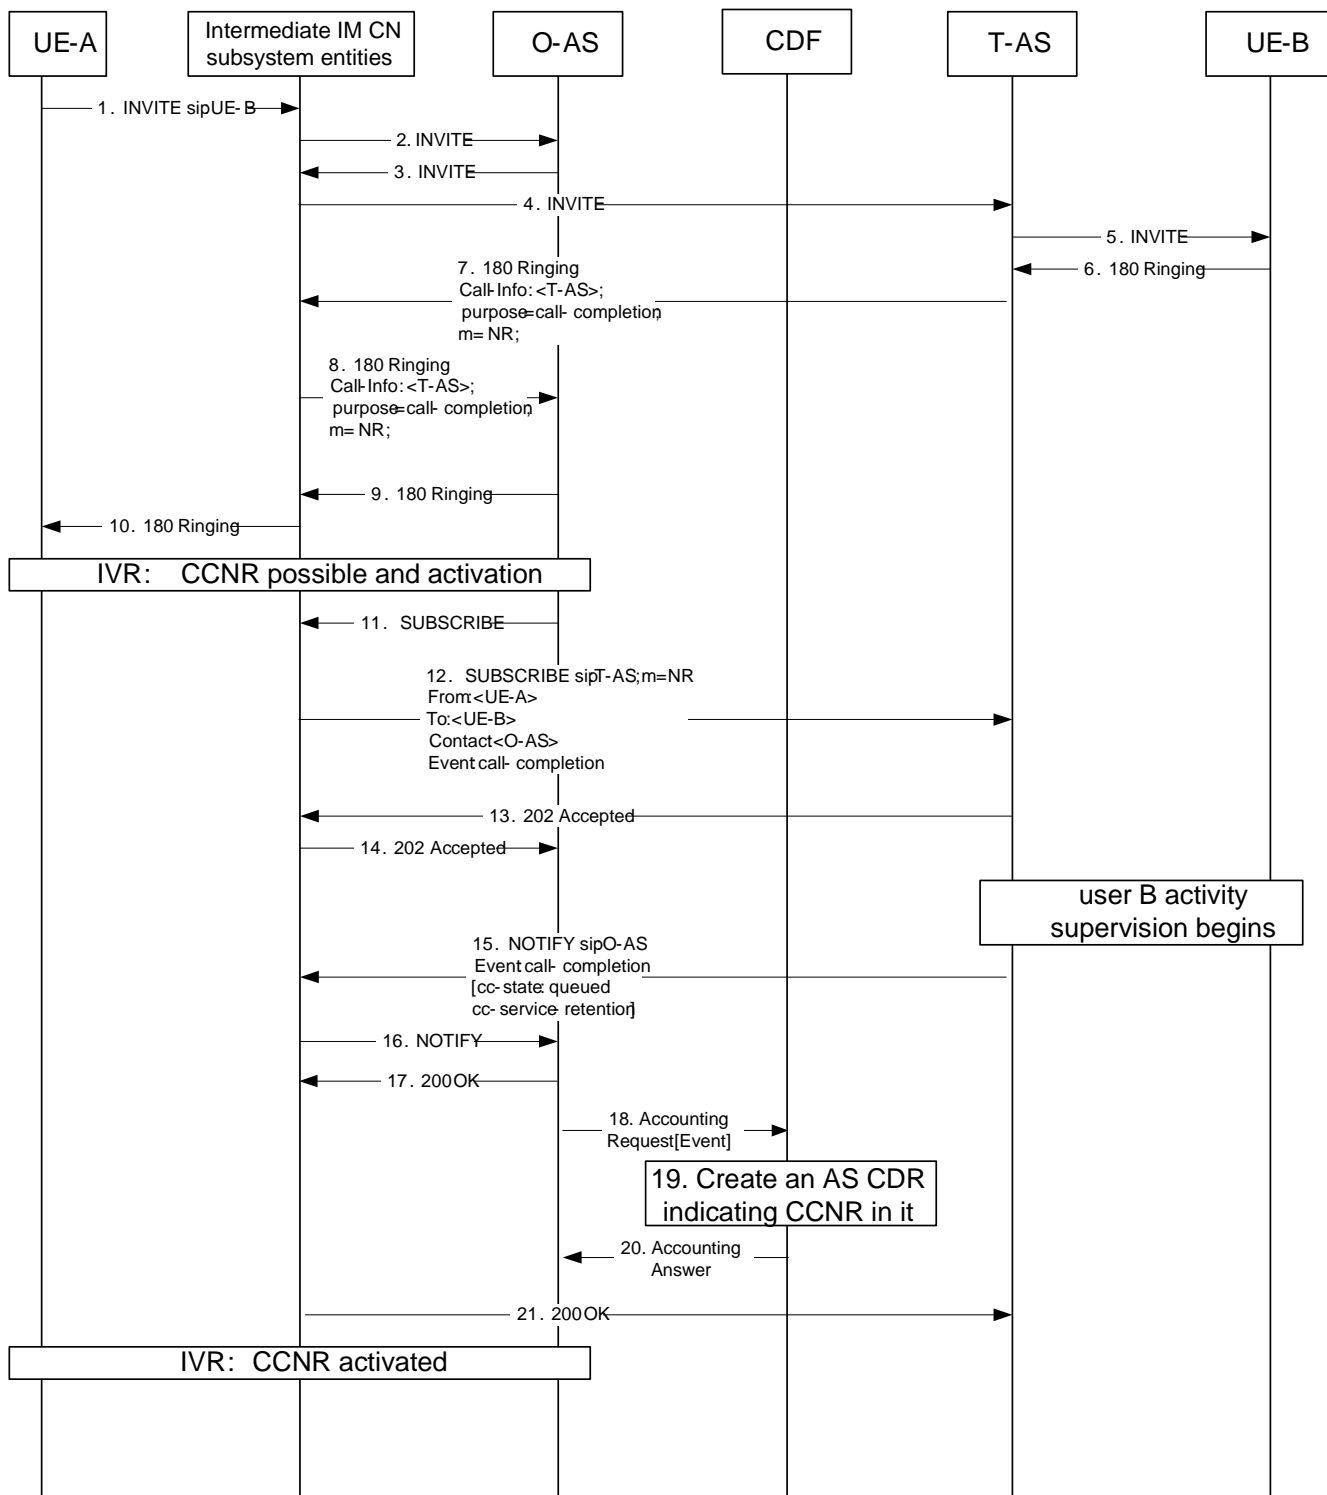 UE-A
Intermediate IM CN
subsystem entities
O-AS
CDF
T-AS
UE-B
1. INVITE sipUE-B
2. INVITE
3. INVITE
4. INVITE
5. INVITE
6. 180 Ringing
7. 180 Ringing
Call-Info:<T-AS>;
purpose=call-completion;
m=NR;
8. 180 Ringing
Call-Info:<T-AS>;
purpose=call-completion;
m=NR;
9. 180 Ringing
10. 180 Ringing
IVR: CCNR possible and activation
11. SUBSCRIBE
12. SUBSCRIBE sip:T-AS;m=NR
From:<UE-A>
To:<UE-B>
Contact<O-AS>
Event:call-completion
13. 202 Accepted
14. 202 Accepted
user B activity
supervision begins
15. NOTIFY sipO-AS
Event:call-completion
[cc-state: queued
cc-service-retention]
16. NOTIFY
17. 200 OK
18. Accounting
Request[Event]
19. Create an AS CDR
indicating CCNR in it
20. Accounting
Answer
21. 200 OK
IVR: CCNR activated